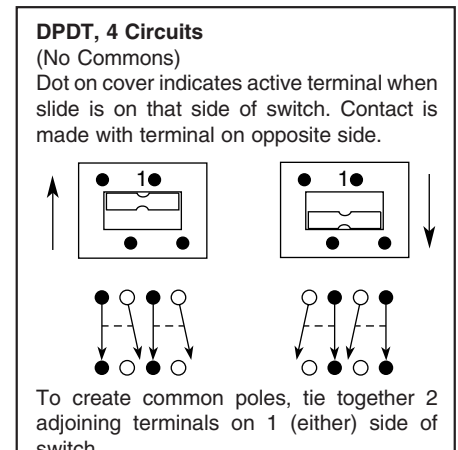 DPDT, 4 Circuits
(No Commons)
Dot on cover indicates active terminal when
slide is on that side of switch. Contact is
made with terminal on opposite side.
1
1
To create common poles, tie together 2
adjoining terminals on 1 (either) side of
switch